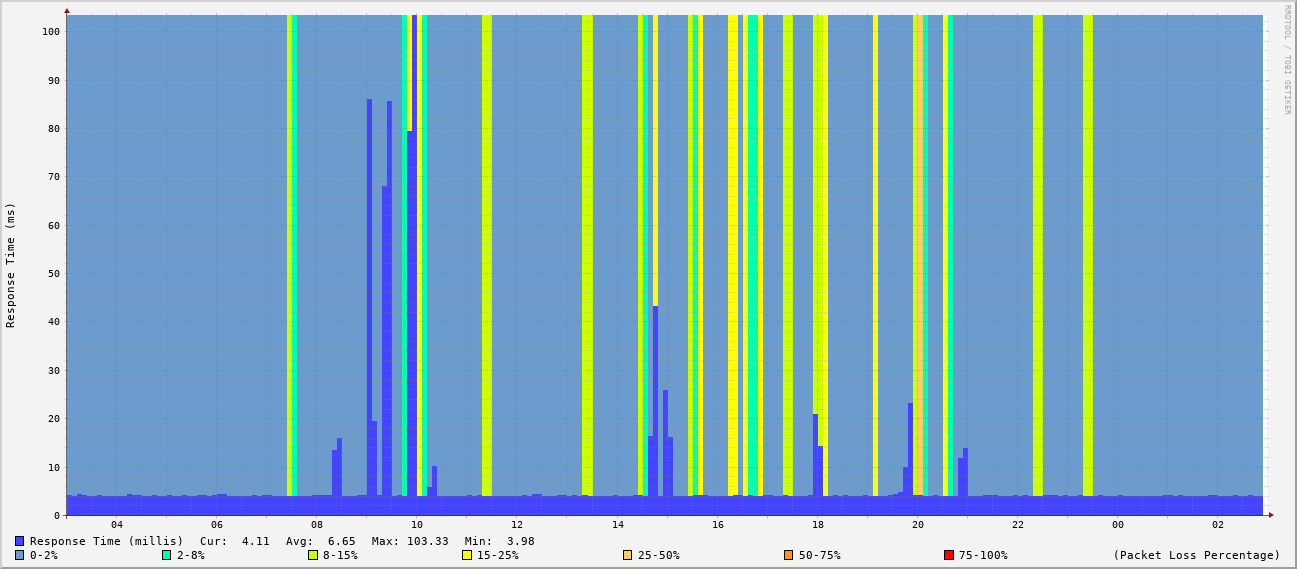 RRDTOOL / TOBI OETIKER
Response Time (ms)
100
90
80
70
60
50
40
30
20
10
0
04 06 08 10 12 14 16 18 20 22 00 02
Response Time (millis) Cur: 4.11 Avg: 6.65 Max: 103.33 Min: 3.98
0-2% 2-8% 8-15% 15-25% 25-50% 50-75% 75-100% (Packet Loss Percentage)